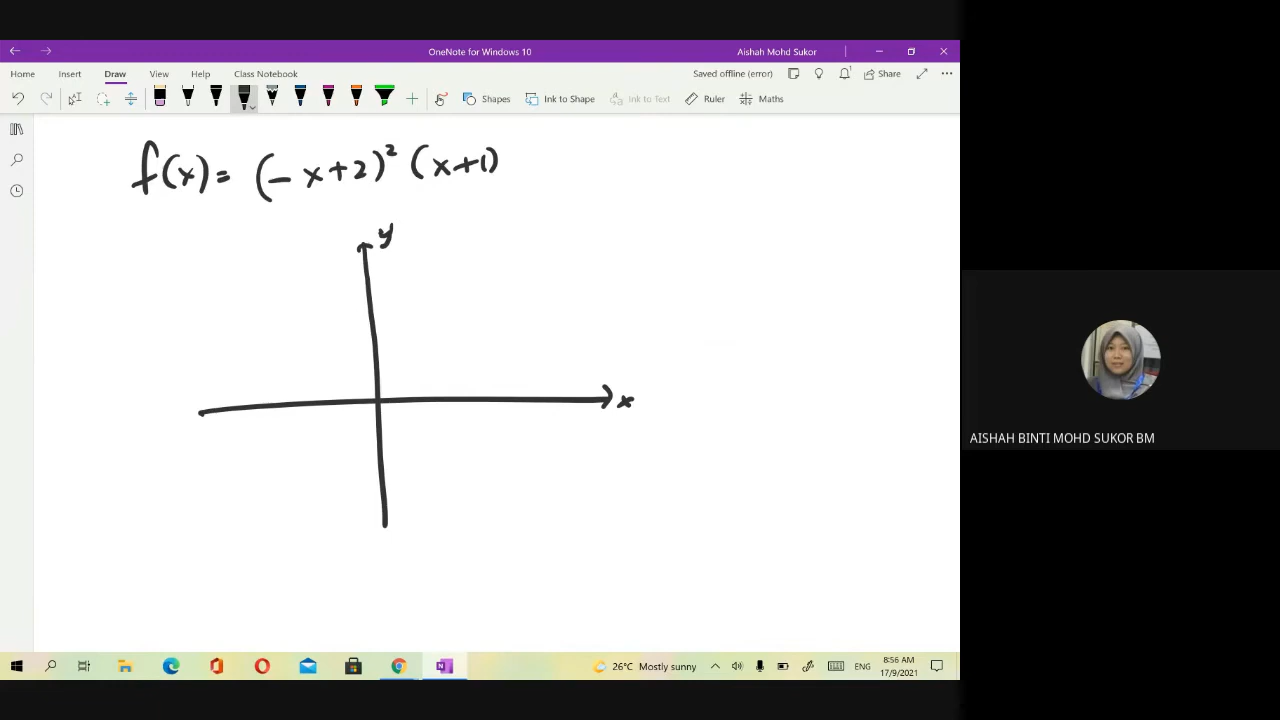 OneNote for Windows 10
Aishah Mohd Sukor
Home Insert Draw View Help Class Notebook
Saved offline (error) Share
Shapes Ink to Shape Ink to Text Ruler Maths
f(x) = (-x+2)² (x+1)
y
x
AISHAH BINTI MOHD SUKOR BM
26°C Mostly sunny
ENG
8:56 AM
17/9/2021